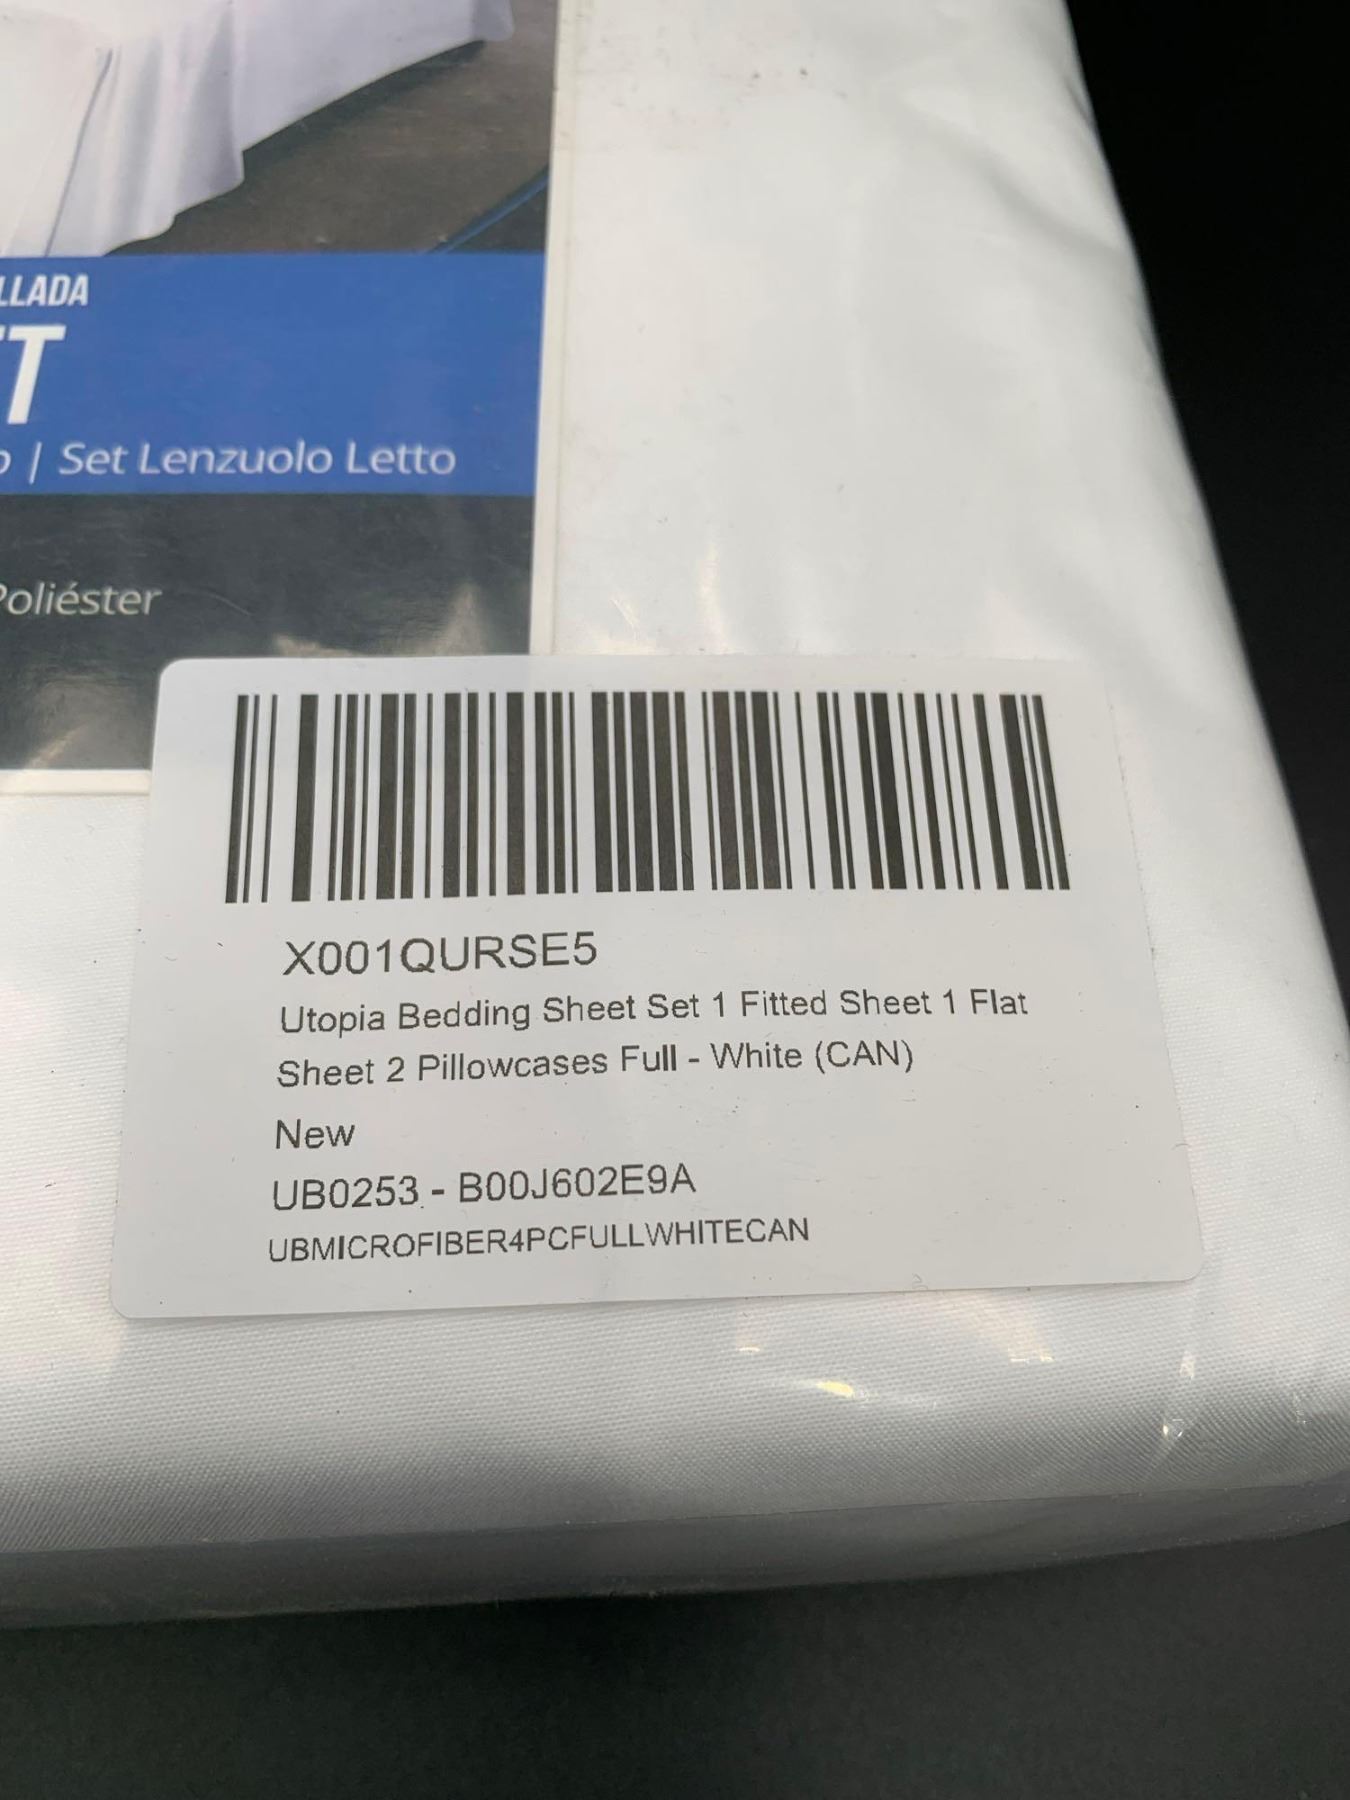 LLADA
ET
o | Set Lenzuolo Letto
Poliéster
X001QURSE5
Utopia Bedding Sheet Set 1 Fitted Sheet 1 Flat
Sheet 2 Pillowcases Full - White (CAN)
New
UB0253 - B00J602E9A
UBMICROFIBER4PCFULLWHITECAN